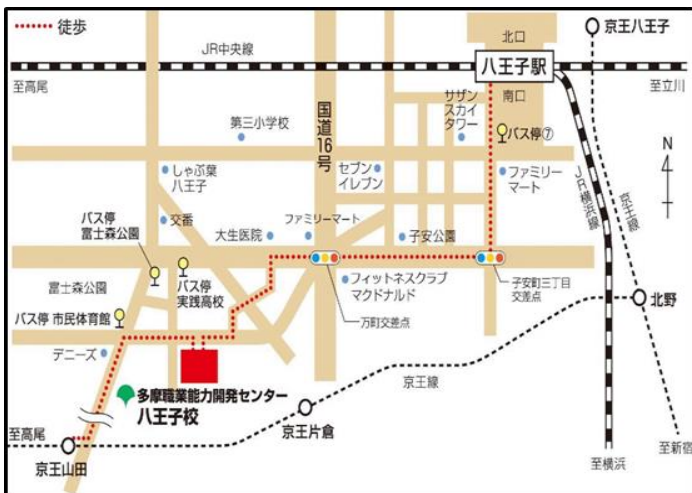 徒歩
北口
京王八王子
JR中央線
八王子駅
至高尾
至立川
南口
サザン
スカイ
タワー
国道16号
第三小学校
バス停⑦
N
しゃぶ葉
八王子
セブン
イレブン
ファミリー
マート
JR横浜線
京王線
交番
バス停
富士森公園
大生医院
ファミリーマート
子安公園
バス停
実践高校
富士森公園
フィットネスクラブ
マクドナルド
子安町三丁目
交差点
北野
バス停 市民体育館
万町交差点
デニーズ
京王線
多摩職業能力開発センター
八王子校
京王片倉
至高尾
京王山田
至横浜
至新宿